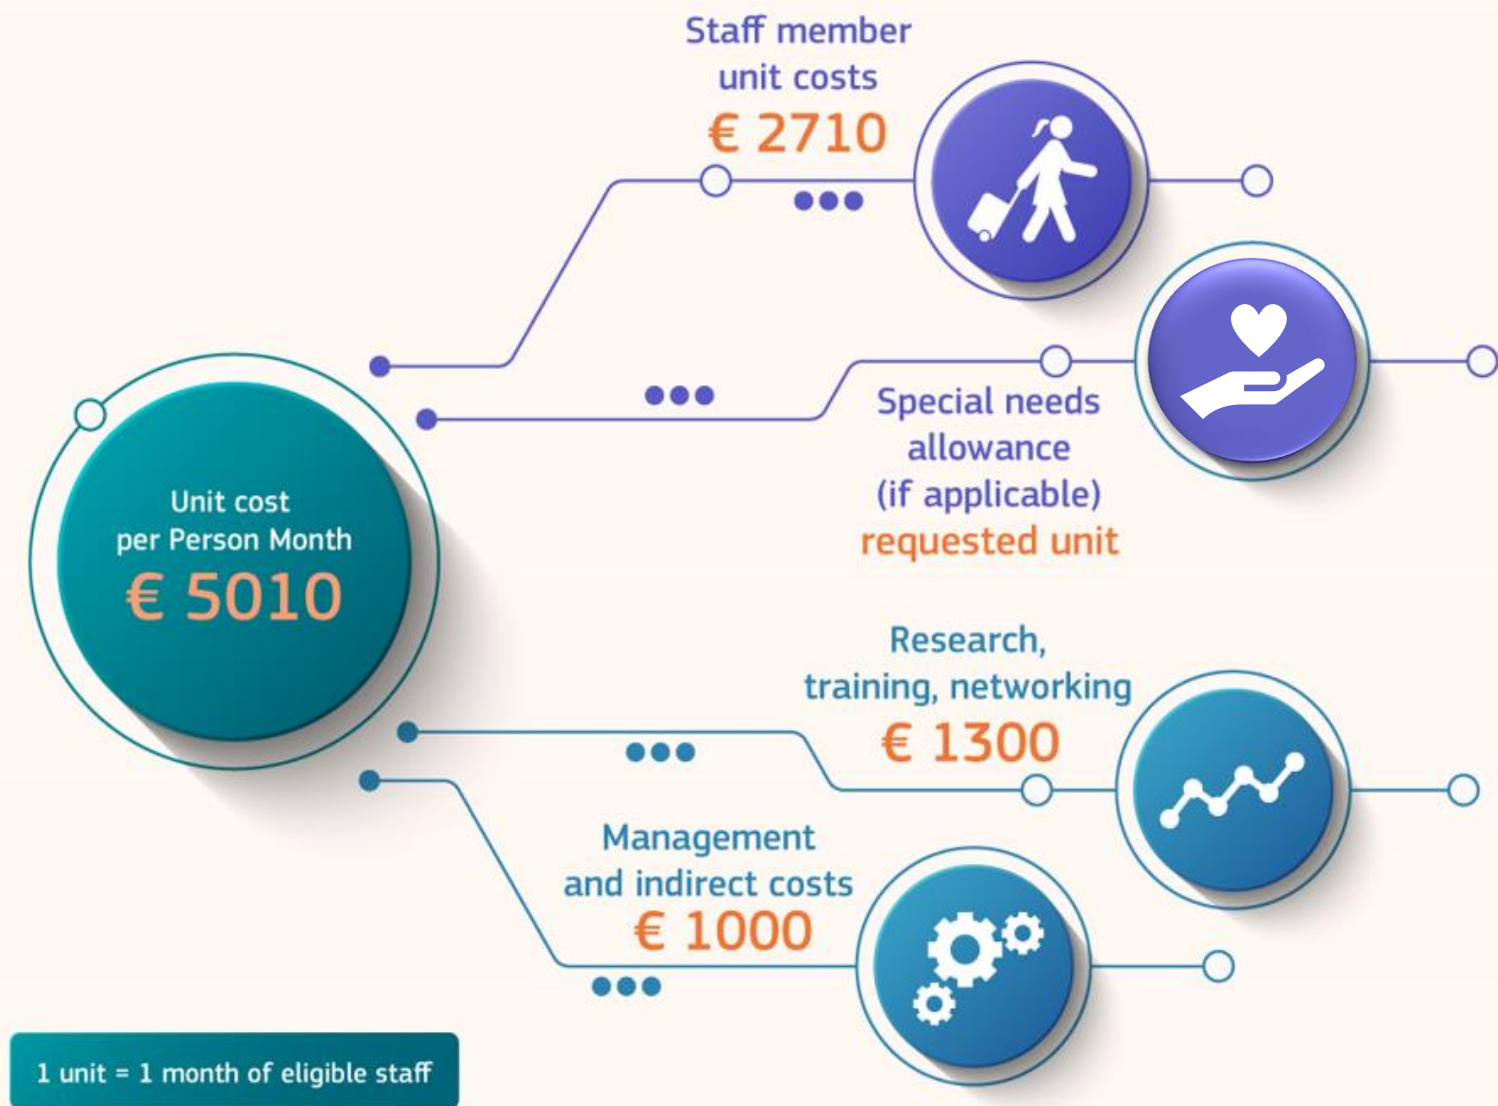 Staff member
unit costs
€ 2710
Special needs
allowance
(if applicable)
requested unit
Unit cost
per Person Month
€ 5010
Research,
training, networking
€ 1300
Management
and indirect costs
€ 1000
1 unit = 1 month of eligible staff